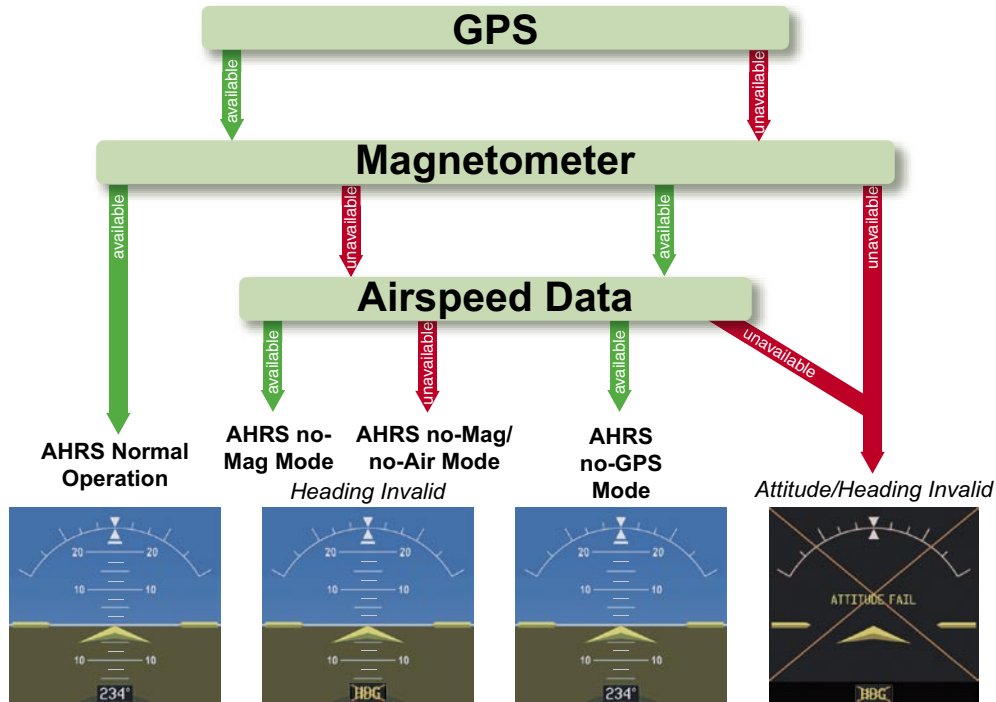 GPS
available
unavailable
Magnetometer
available
unavailable
available
unavailable
Airspeed Data
available
unavailable
available
unavailable
AHRS Normal
Operation
AHRS no-
Mag Mode
AHRS no-Mag/
no-Air Mode
Heading Invalid
AHRS
no-GPS
Mode
Attitude/Heading Invalid
20 20
10 10
10 10
234°
20 20
10 10
10 10
HDG
20 20
10 10
10 10
234°
ATTITUDE FAIL
HDG